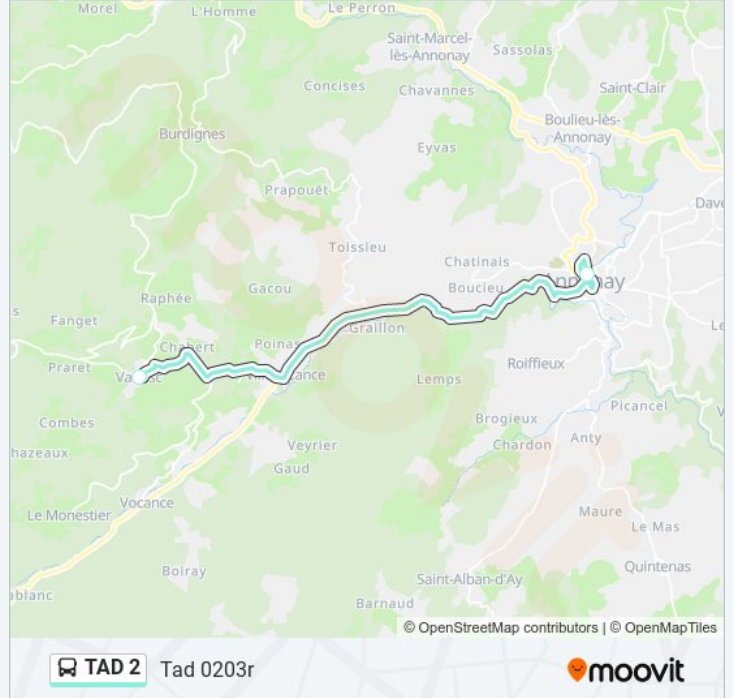 Morel
L'Homme
Le Perron
Saint-Marcel-
lès-Annonay
Sassolas
Concises
Chavannes
Saint-Clair
Boulieu-lès-
Annonay
Burdignes
Eyvas
Prapouêt
Dave
Toissieu
Chatinais
Gacou
Boucieu
Raphée
Fanget
Graillon
Chabert
Poinas
Praret
Roiffieux
Lemps
Picancel
Combes
Brogieux
hazeaux
Veyrier
Chardon
Anty
Gaud
Vocance
Le Monestier
Maure
Le Mas
Boiray
Quintenas
ablanc
Saint-Alban-d'Ay
Barnaud
© OpenStreetMap contributors | © OpenMapTiles
TAD 2 Tad 0203r
moovit